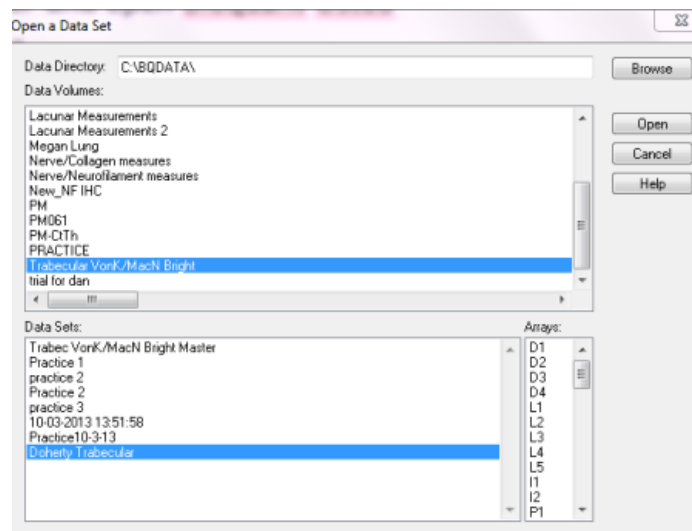 Open a Data Set
Data Directory: C:\BQDATA\
Browse
Data Volumes:
Lacunar Measurements
Lacunar Measurements 2
Megan Lung
Nerve/Collagen measures
Nerve/Neurofilament measures
New_NF IHC
PM
PM061
PM-CtTh
PRACTICE
Trabecular VonK/MacN Bright
trial for dan
Open
Cancel
Help
Data Sets:
Trabec VonK/MacN Bright Master
Practice 1
practice 2
Practice 2
practice 3
10-03-2013 13:51:58
Practice10-3-13
Doherty Trabecular
Arrays:
D1
D2
D3
D4
L1
L2
L3
L4
L5
I1
I2
P1